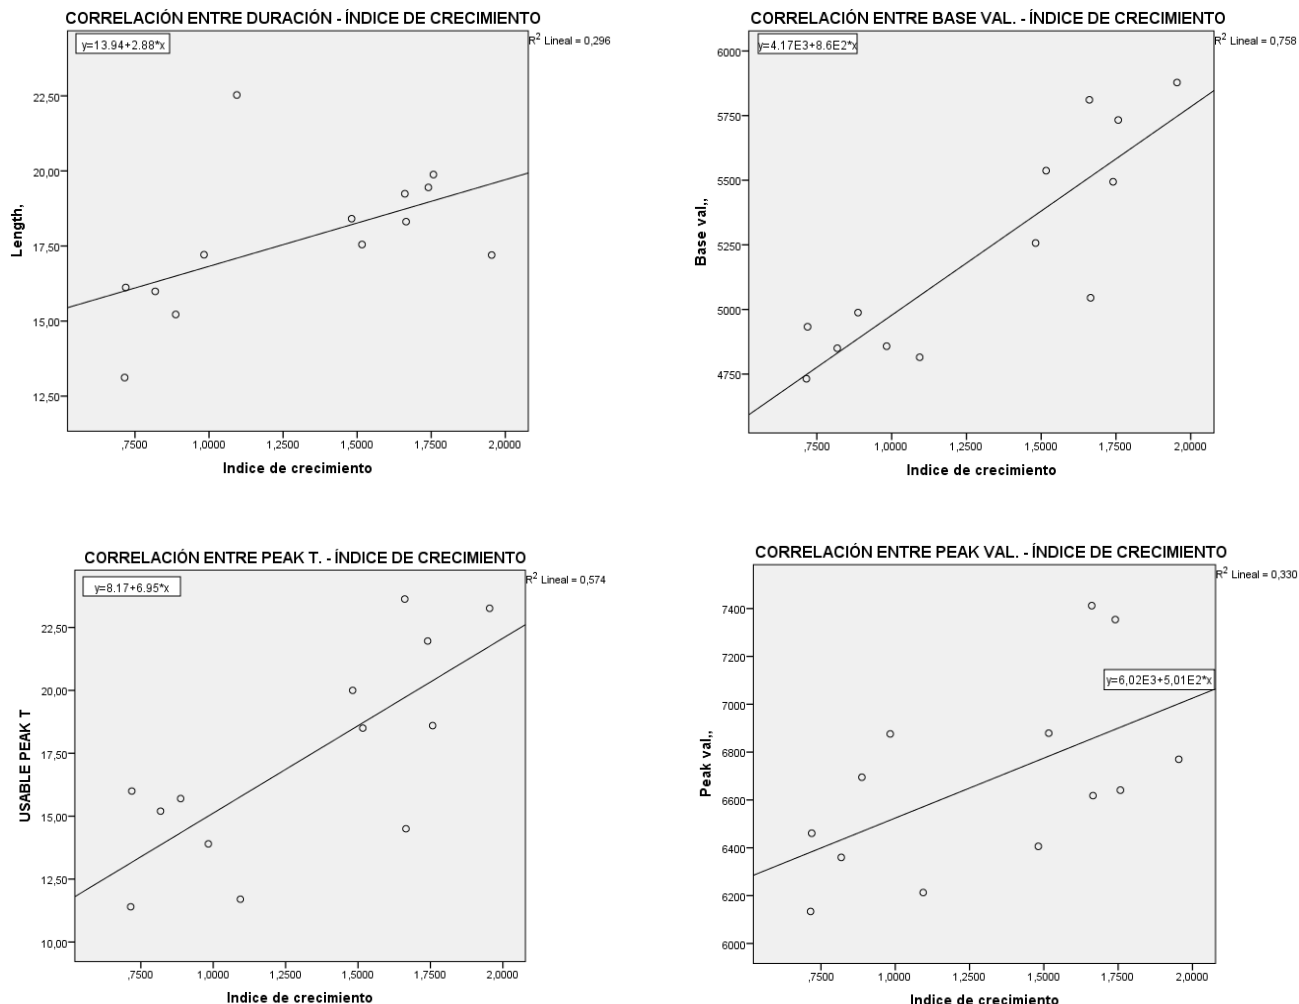 CORRELACIÓN ENTRE DURACIÓN - ÍNDICE DE CRECIMIENTO
y=13.94+2.88*x
R2 Lineal = 0,296
22,50
20,00
17,50
15,00
12,50
Length,
,7500 1,0000 1,2500 1,5000 1,7500 2,0000
Indice de crecimiento
CORRELACIÓN ENTRE BASE VAL. - ÍNDICE DE CRECIMIENTO
y=4.17E3+8.6E2*x
R2 Lineal = 0,758
6000
5750
5500
5250
5000
4750
Base val,,
,7500 1,0000 1,2500 1,5000 1,7500 2,0000
Indice de crecimiento
CORRELACIÓN ENTRE PEAK T. - ÍNDICE DE CRECIMIENTO
y=8.17+6.95*x
R2 Lineal = 0,574
22,50
20,00
17,50
15,00
12,50
10,00
USABLE PEAK T
,7500 1,0000 1,2500 1,5000 1,7500 2,0000
Indice de crecimiento
CORRELACIÓN ENTRE PEAK VAL. - ÍNDICE DE CRECIMIENTO
R2 Lineal = 0,330
y=6,02E3+5,01E2*x
7400
7200
7000
6800
6600
6400
6200
6000
Peak val,,
,7500 1,0000 1,2500 1,5000 1,7500 2,0000
Indice de crecimiento